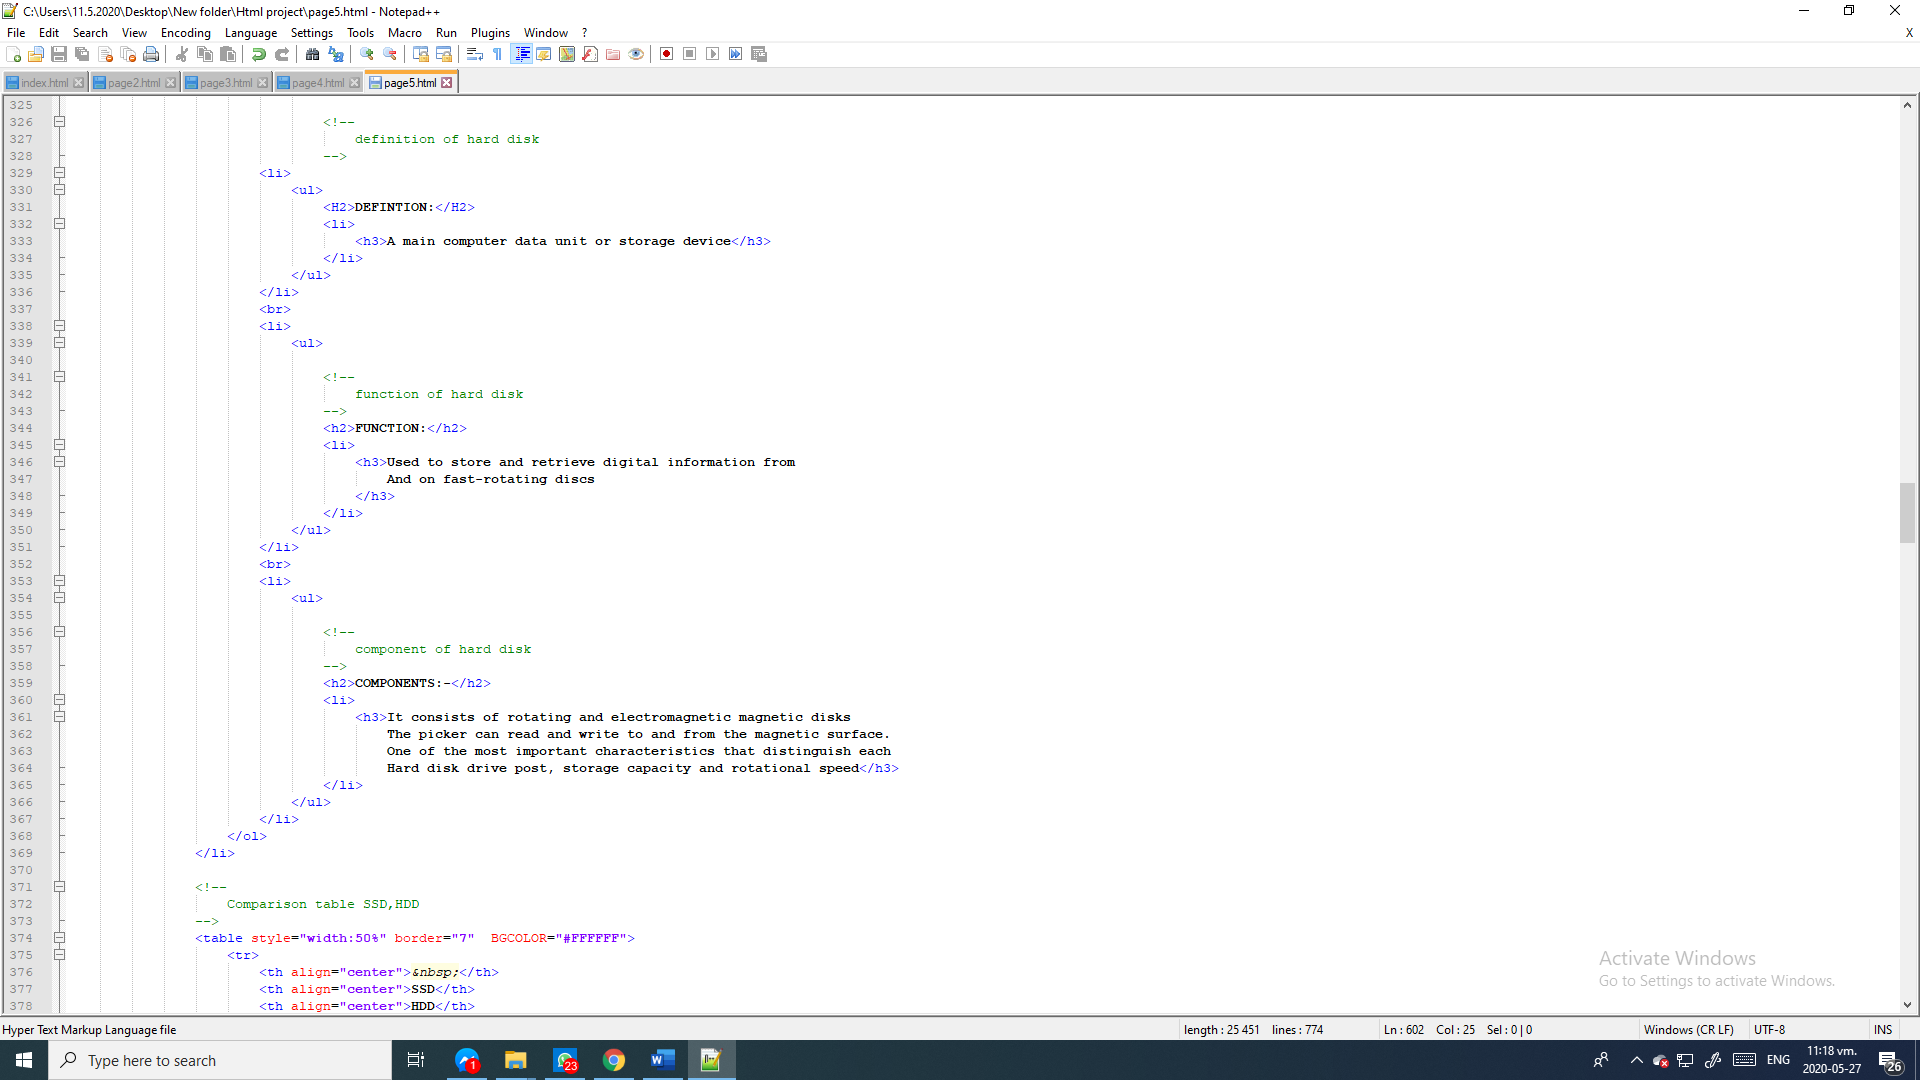 C:\Users\11.5.2020\Desktop\New folder\Html project\page5.html - Notepad++
File Edit Search View Encoding Language Settings Tools Macro Run Plugins Window ? X
index.html page2.html page3.html page4.html page5.html
325
326 <!--
327 definition of hard disk
328 -->
329 <li>
330 <ul>
331 <H2>DEFINTION:</H2>
332 <li>
333 <h3>A main computer data unit or storage device</h3>
334 </li>
335 </ul>
336 </li>
337 <br>
338 <li>
339 <ul>
340
341 <!--
342 function of hard disk
343 -->
344 <h2>FUNCTION:</h2>
345 <li>
346 <h3>Used to store and retrieve digital information from
347 And on fast-rotating discs
348 </h3>
349 </li>
350 </ul>
351 </li>
352 <br>
353 <li>
354 <ul>
355
356 <!--
357 component of hard disk
358 -->
359 <h2>COMPONENTS:-</h2>
360 <li>
361 <h3>It consists of rotating and electromagnetic magnetic disks
362 The picker can read and write to and from the magnetic surface.
363 One of the most important characteristics that distinguish each
364 Hard disk drive post, storage capacity and rotational speed</h3>
365 </li>
366 </ul>
367 </li>
368 </ol>
369 </li>
370
371 <!--
372 Comparison table SSD,HDD
373 -->
374 <table style="width:50%" border="7" BGCOLOR="#FFFFFF">
375 <tr>
376 <th align="center">&nbsp;</th>
377 <th align="center">SSD</th>
378 <th align="center">HDD</th>
Activate Windows
Go to Settings to activate Windows.
Hyper Text Markup Language file length : 25 451 lines : 774 Ln : 602 Col : 25 Sel : 0 | 0 Windows (CR LF) UTF-8 INS
Type here to search 1 23 W ENG 11:18 vm. 26
2020-05-27